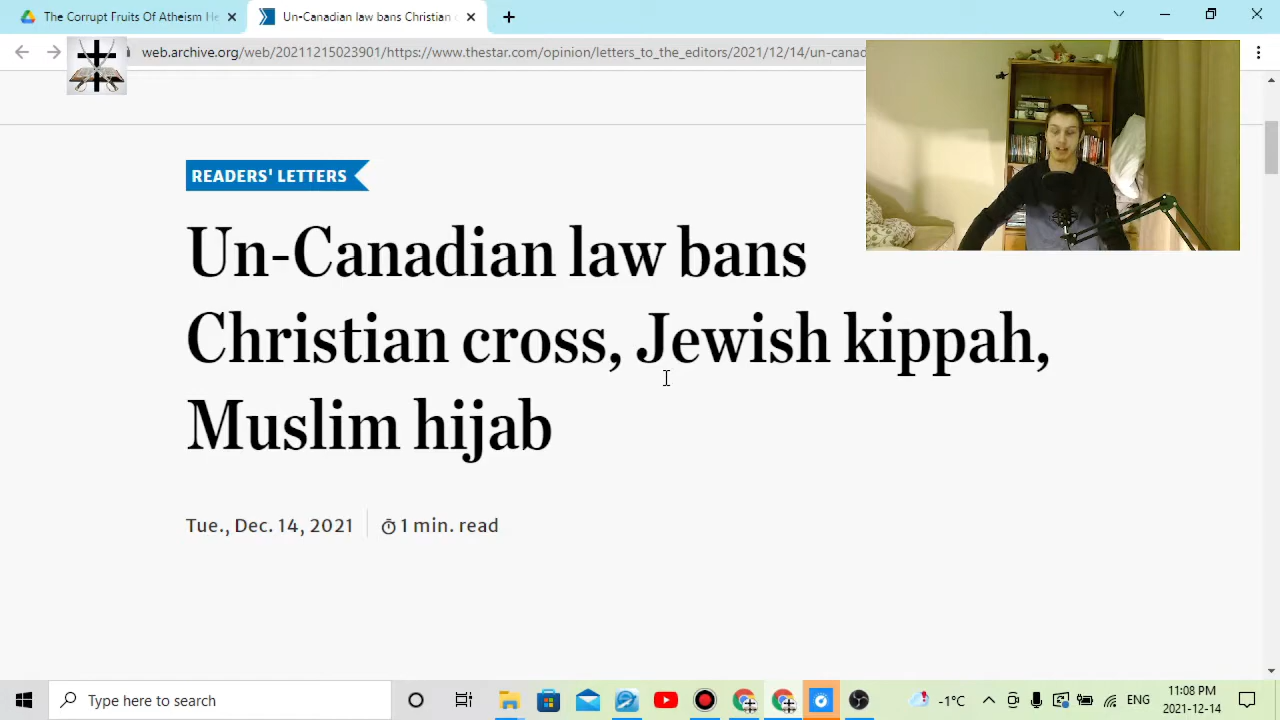 The Corrupt Fruits Of Atheism He
Un-Canadian law bans Christian c
web.archive.org/web/20211215023901/https://www.thestar.com/opinion/letters_to_the_editors/2021/12/14/un-canad
READERS' LETTERS
Un-Canadian law bans
Christian cross, Jewish kippah,
Muslim hijab
Tue., Dec. 14, 2021
1 min. read
Type here to search
-1°C
ENG
11:08 PM
2021-12-14